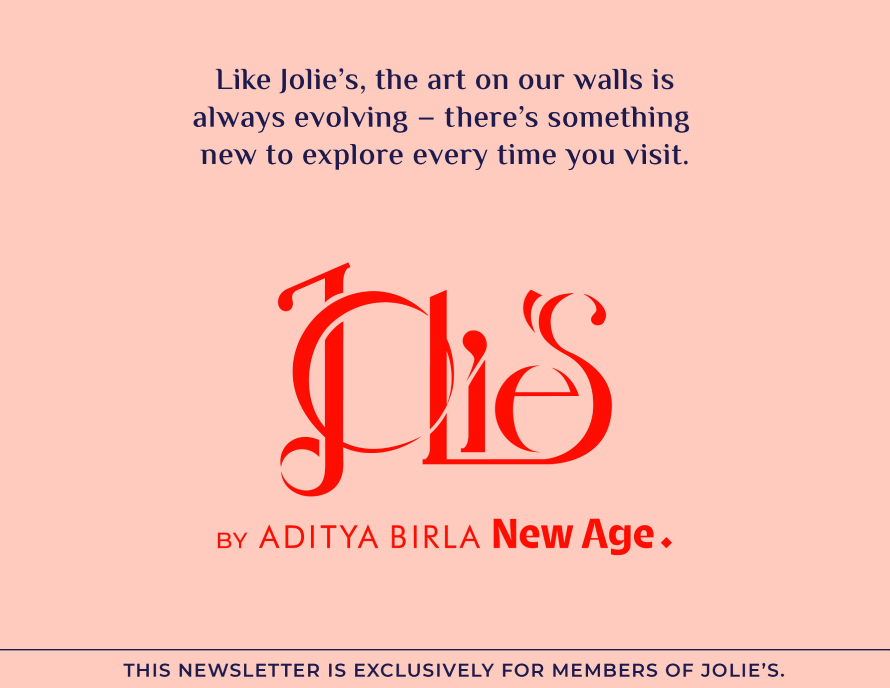 Like Jolie’s, the art on our walls is
always evolving – there’s something
new to explore every time you visit.
Jolie’s
BY ADITYA BIRLA New Age
THIS NEWSLETTER IS EXCLUSIVELY FOR MEMBERS OF JOLIE’S.